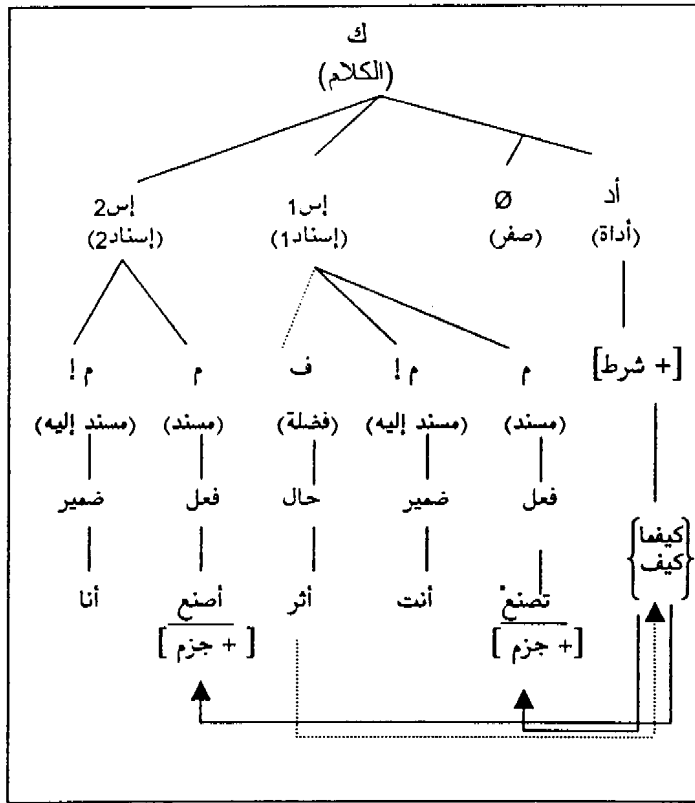 ك
(الكلام)
أد Ø إس1 إس2
(أداة) (صفر) (إسناد1) (إسناد2)
[+ شرط] م م إ ف م م إ
(مسند) (مسند إليه) (فضلة) (مسند) (مسند إليه)
فعل ضمير حال فعل ضمير
كيفما
كيف
تصنع أنت أثر أصنع أنا
[+ جزم] [+ جزم]